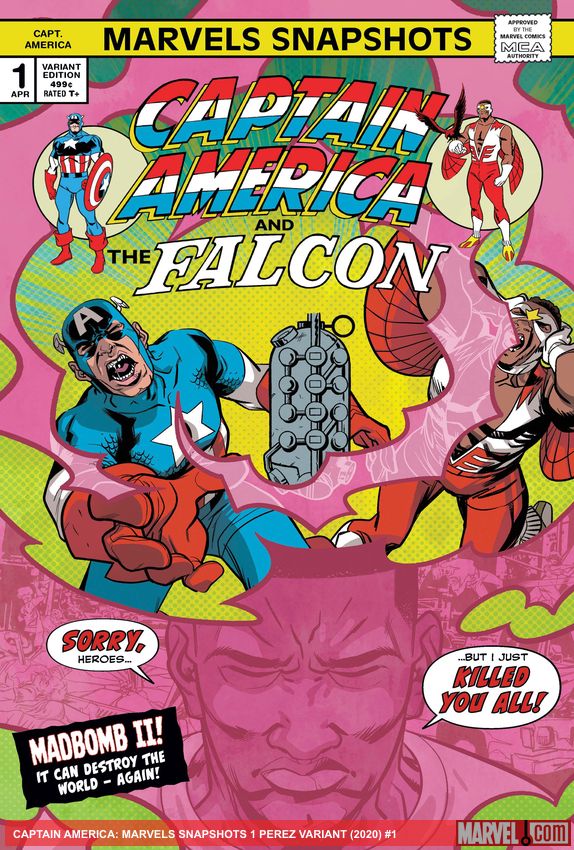 CAPT.
AMERICA
MARVELS SNAPSHOTS
APPROVED
BY THE
MARVEL COMICS
MCA
AUTHORITY
1
APR
VARIANT
EDITION
499¢
RATED T+
CAPTAIN
AMERICA
AND
THE FALCON
A
SORRY,
HEROES...
...BUT I JUST
KILLED
YOU ALL!
MADBOMB II!
IT CAN DESTROY THE
WORLD – AGAIN!
CAPTAIN AMERICA: MARVELS SNAPSHOTS 1 PEREZ VARIANT (2020) #1
MARVEL.com